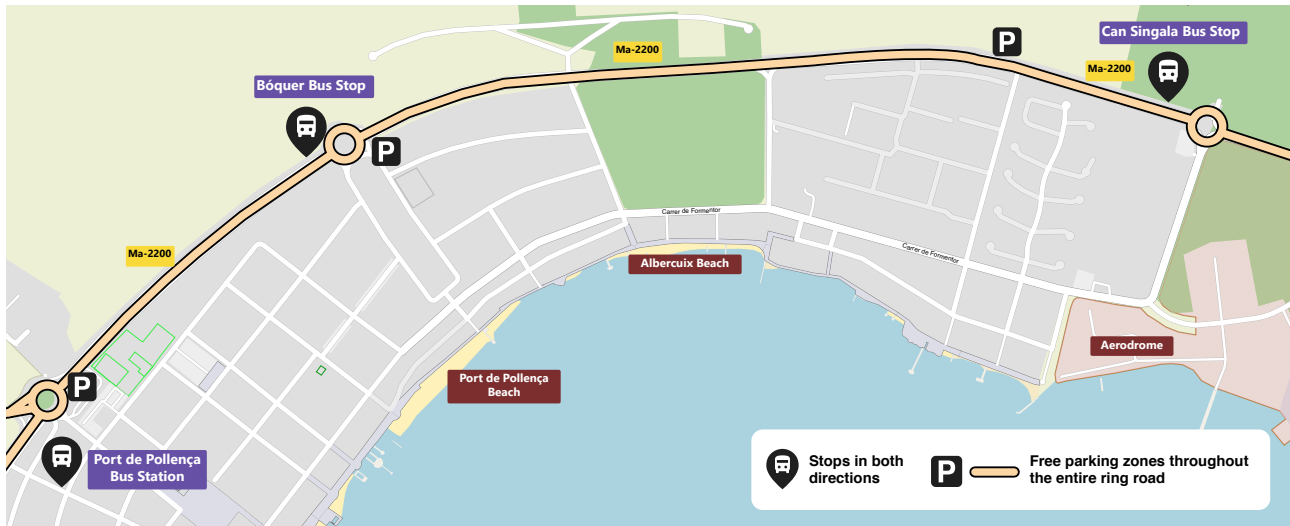 Can Singala Bus Stop
P
Ma-2200
Ma-2200
Bóquer Bus Stop
P
Carrer de Formentor
Carrer de Formentor
Ma-2200
Albercuix Beach
Aerodrome
Port de Pollença
Beach
P
Port de Pollença
Bus Station
Stops in both
directions
P
Free parking zones throughout
the entire ring road